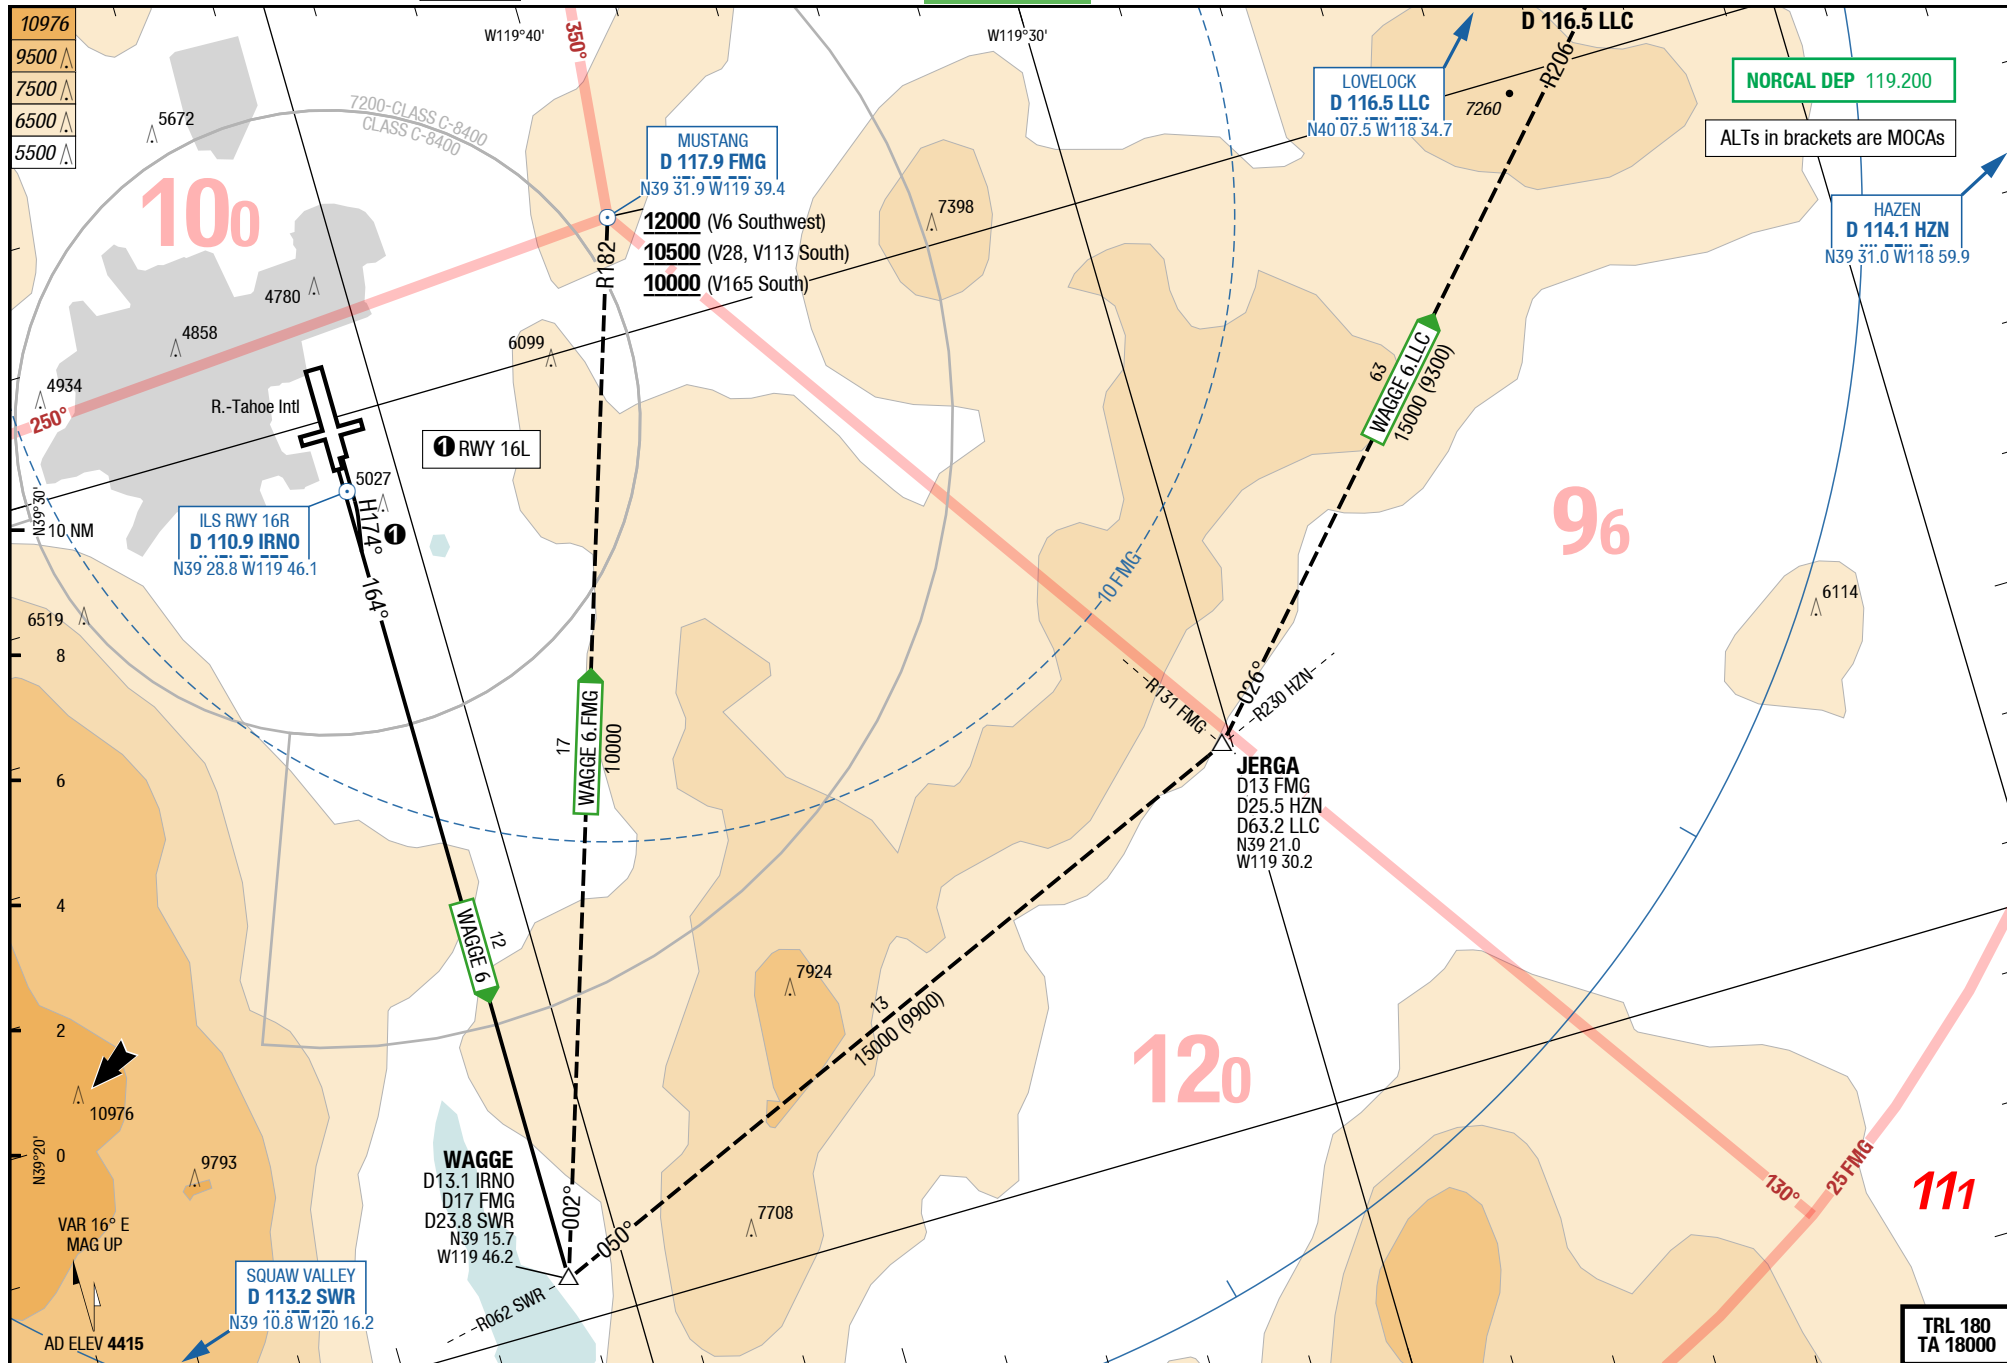 10976
9500
7500
6500
5500
W119°40'
W119°30'
350°
D 116.5 LLC
R206
LOVELOCK
D 116.5 LLC
N40 07.5 W118 34.7
7260
NORCAL DEP 119.200
ALTs in brackets are MOCAs
HAZEN
D 114.1 HZN
N39 31.0 W118 59.9
5672
7200-CLASS C-8400
CLASS C-8400
100
MUSTANG
D 117.9 FMG
N39 31.9 W119 39.4
12000 (V6 Southwest)
10500 (V28, V113 South)
10000 (V165 South)
R182
7398
4780
4858
4934
250°
6099
R.-Tahoe Intl
1 RWY 16L
5027
H174°
1
ILS RWY 16R
D 110.9 IRNO
N39 28.8 W119 46.1
N39°30'
10 NM
164°
6519
8
6
4
2
0
63
WAGGE 6.LLC
15000 (9300)
96
10 FMG
6114
026°
R131 FMG
R230 HZN
JERGA
D13 FMG
D25.5 HZN
D63.2 LLC
N39 21.0
W119 30.2
17
WAGGE 6.FMG
10000
12
WAGGE 6
7924
13
15000 (9900)
120
10976
9793
N39°20'
WAGGE
D13.1 IRNO
D17 FMG
D23.8 SWR
N39 15.7
W119 46.2
002°
050°
7708
130°
25 FMG
111
VAR 16° E
MAG UP
SQUAW VALLEY
D 113.2 SWR
N39 10.8 W120 16.2
R062 SWR
AD ELEV 4415
TRL 180
TA 18000